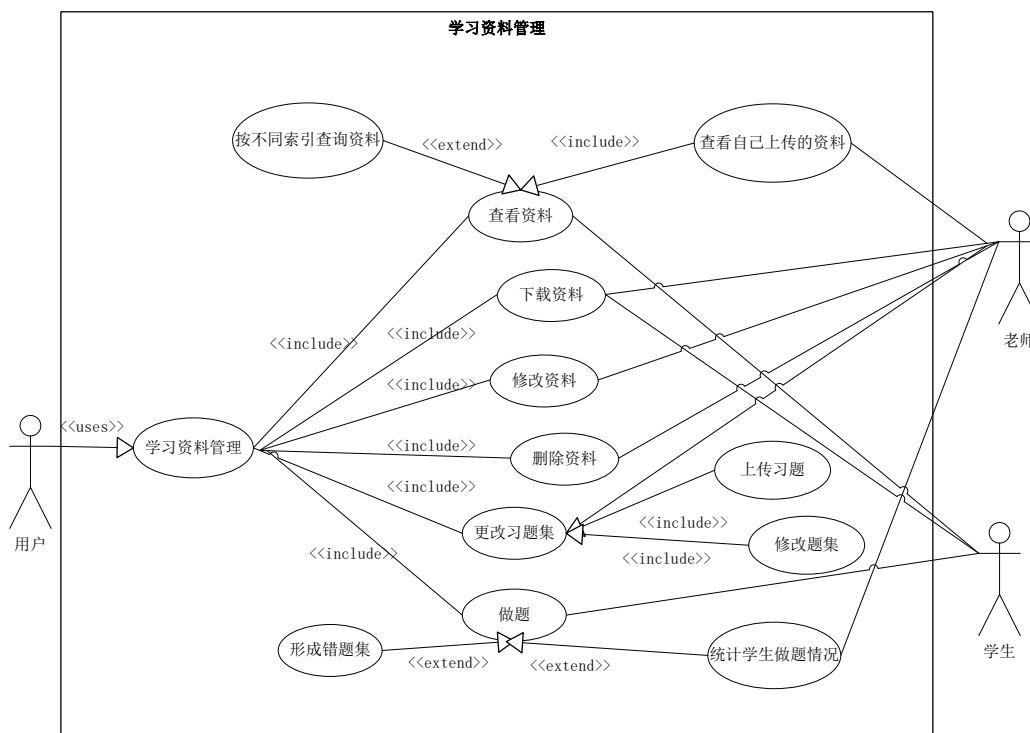 学习资料管理
按不同索引查询资料
<<extend>>
<<include>>
查看自己上传的资料
查看资料
下载资料
老师
<<include>>
<<include>>
修改资料
<<include>>
<<uses>>
学习资料管理
<<include>>
删除资料
上传习题
<<include>>
更改习题集
<<include>>
修改题集
用户
<<include>>
<<include>>
做题
形成错题集
<<extend>>
<<extend>>
统计学生做题情况
学生